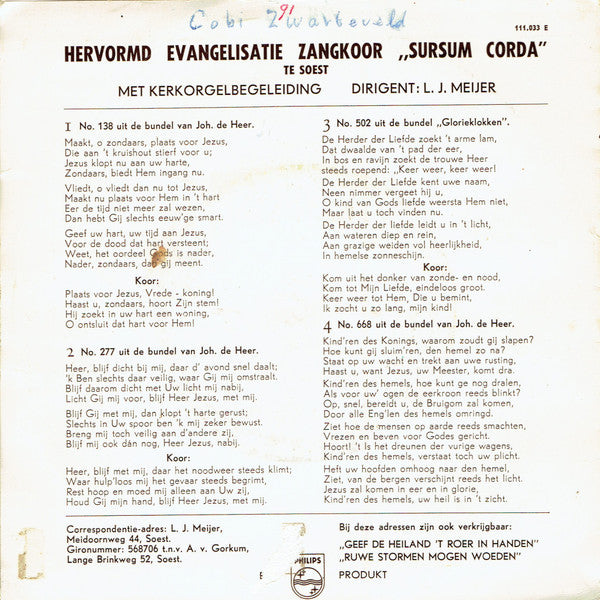 Cobi Zwarteveld
91
111.033 E
HERVORMD EVANGELISATIE ZANGKOOR „SURSUM CORDA”
TE SOEST
MET KERKORGELBEGELEIDING DIRIGENT: L. J. MEIJER
1 No. 138 uit de bundel van Joh. de Heer.
Maakt, o zondaars, plaats voor Jezus,
Die aan 't kruishout stierf voor u;
Jezus klopt nu aan uw harte,
Zondaars, biedt Hem ingang nu.
Vliedt, o vliedt dan nu tot Jezus,
Maakt nu plaats voor Hem in 't hart
Eer de tijd niet meer zal wezen,
Dan hebt Gij slechts eeuw'ge smart.
Geef uw hart, uw tijd aan Jezus,
Voor de dood dat hart versteent;
Weet, het oordeel Gods is nader,
Nader, zondaars, dan gij meent.
Koor:
Plaats voor Jezus, Vrede - koning!
Haast u, zondaars, hoort Zijn stem!
Hij zoekt in uw hart een woning,
O ontsluit dat hart voor Hem!
2 No. 277 uit de bundel van Joh. de Heer.
Heer, blijf dicht bij mij, daar d' avond snel daalt;
'k Ben slechts daar veilig, waar Gij mij omstraalt.
Blijf daarom dicht met Uw licht mij nabij,
Licht Gij mij voor, blijf Heer Jezus, met mij.
Blijf Gij met mij, dan klopt 't harte gerust;
Slechts in Uw spoor ben 'k mij zeker bewust.
Breng mij toch veilig aan d'andere zij,
Blijf mij ook dán nog, Heer Jezus, nabij.
Koor:
Heer, blijf met mij, daar het noodweer steeds klimt;
Waar hulp'loos mij het gevaar steeds begrimt,
Rest hoop en moed mij alleen aan Uw zij,
Houd Gij mijn hand, blijf Heer Jezus, met mij.
3 No. 502 uit de bundel „Glorieklokken”.
De Herder der Liefde zoekt 't arme lam,
Dat dwaalde van 't pad der eer,
In bos en ravijn zoekt de trouwe Heer
steeds roepend: „Keer weer, keer weer!
De Herder der Liefde kent uwe naam,
Neen nimmer vergeet hij u,
O kind van Gods liefde weersta Hem niet,
Maar laat u toch vinden nu.
De Herder der liefde leidt u in 't licht,
Aan wateren diep en rein,
Aan grazige weiden vol heerlijkheid,
In hemelse zonneschijn.
Koor:
Kom uit het donker van zonde- en nood,
Kom tot Mijn Liefde, eindeloos groot.
Keer weer tot Hem, Die u bemint,
Ik zocht u zo lang, mijn kind!
4 No. 668 uit de bundel van Joh. de Heer.
Kind'ren des Konings, waarom zoudt gij slapen?
Hoe kunt gij sluim'ren, den hemel zo na?
Staat op uw wacht en trekt aan uwe rusting,
Haast u, want Jezus, uw Meester, komt dra.
Kind'ren des hemels, hoe kunt ge nog dralen,
Als voor uw' ogen de eerkroon reeds blinkt?
Op, snel, bereidt u, de Bruigom zal komen,
Door alle Eng'len des hemels omringd.
Ziet hoe de mensen op aarde reeds smachten,
Vrezen en beven voor Godes gericht.
Hoort! 't Is het dreunen der vurige wagens,
Kind'ren des hemels, verstaat toch uw plicht.
Heft uw hoofden omhoog naar den hemel,
Ziet, van de bergen verschijnt reeds het licht.
Jezus zal komen in eer en in glorie,
Kind'ren des hemels, uw heil is in 't zicht.
Correspondentie-adres: L. J. Meijer,
Meidoornweg 44, Soest.
Gironummer: 568706 t.n.v. A. v. Gorkum,
Lange Brinkweg 52, Soest.
Bij deze adressen zijn ook verkrijgbaar:
„GEEF DE HEILAND 'T ROER IN HANDEN”
„RUWE STORMEN MOGEN WOEDEN”
E
PHILIPS
PRODUKT